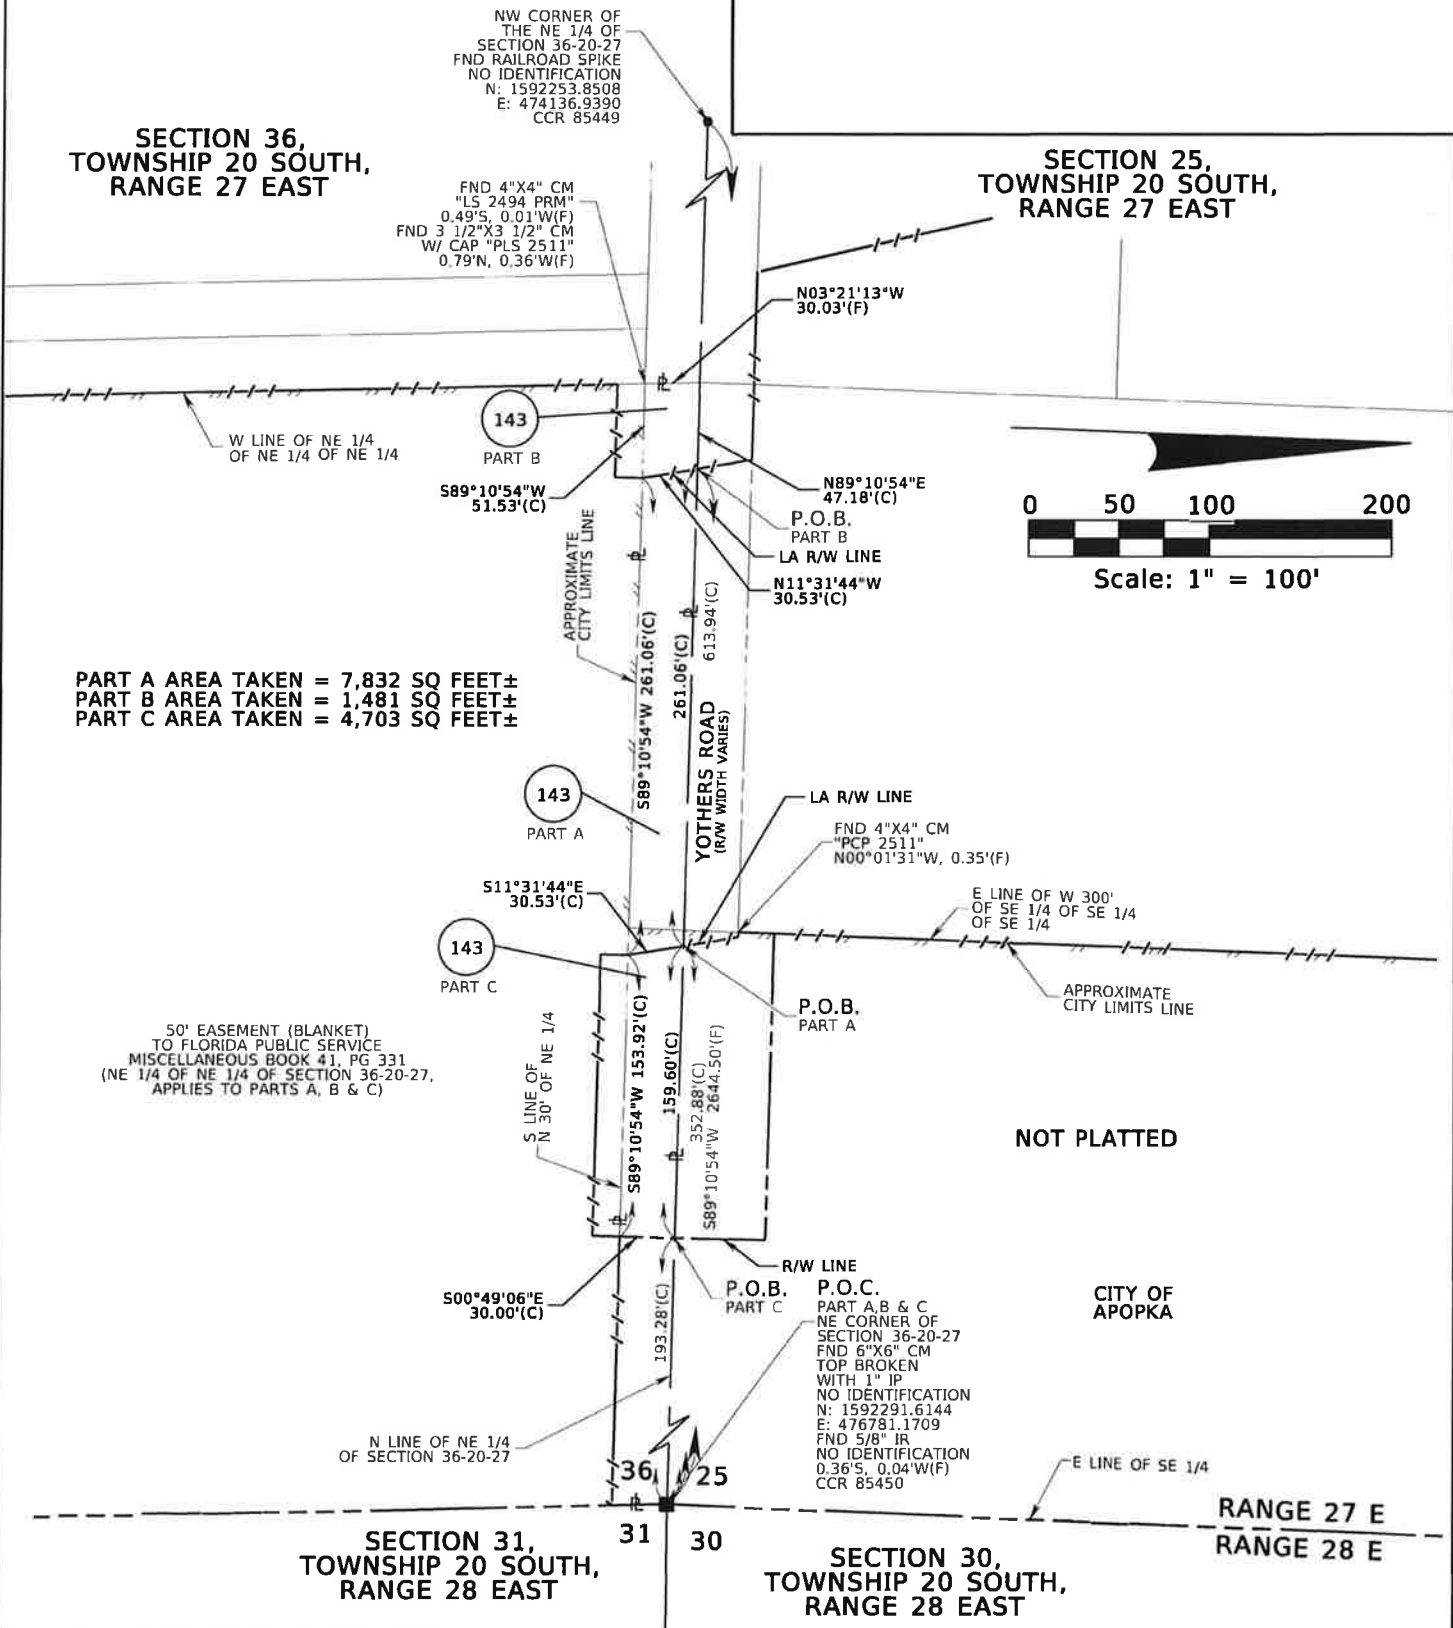 NW CORNER OF
THE NE 1/4 OF
SECTION 36-20-27
FND RAILROAD SPIKE
NO IDENTIFICATION
N: 1592253.8508
E: 474136.9390
CCR 85449
SECTION 36,
TOWNSHIP 20 SOUTH,
RANGE 27 EAST
SECTION 25,
TOWNSHIP 20 SOUTH,
RANGE 27 EAST
FND 4"X4" CM
"LS 2494 PRM"
0.49'S, 0.01'W(F)
FND 3 1/2"X3 1/2" CM
W/ CAP "PLS 2511"
0.79'N, 0.36'W(F)
N03°21'13"W
30.03'(F)
W LINE OF NE 1/4
OF NE 1/4 OF NE 1/4
143
PART B
S89°10'54"W
51.53'(C)
N89°10'54"E
47.18'(C)
P.O.B.
PART B
LA R/W LINE
N11°31'44"W
30.53'(C)
0 50 100 200
Scale: 1" = 100'
APPROXIMATE
CITY LIMITS LINE
S89°10'54"W 261.06'(C)
261.06'(C)
613.94'(C)
YOTHERS ROAD
(R/W WIDTH VARIES)
PART A AREA TAKEN = 7,832 SQ FEET±
PART B AREA TAKEN = 1,481 SQ FEET±
PART C AREA TAKEN = 4,703 SQ FEET±
143
PART A
LA R/W LINE
FND 4"X4" CM
"PCP 2511"
N00°01'31"W, 0.35'(F)
S11°31'44"E
30.53'(C)
E LINE OF W 300'
OF SE 1/4 OF SE 1/4
OF SE 1/4
143
PART C
P.O.B.
PART A
APPROXIMATE
CITY LIMITS LINE
50' EASEMENT (BLANKET)
TO FLORIDA PUBLIC SERVICE
MISCELLANEOUS BOOK 41, PG 331
(NE 1/4 OF NE 1/4 OF SECTION 36-20-27,
APPLIES TO PARTS A, B & C)
S LINE OF
N 30' OF NE 1/4
S89°10'54"W 153.92'(C)
159.60'(C)
352.88'(C)
S89°10'54"W 2644.50'(F)
NOT PLATTED
R/W LINE
S00°49'06"E
30.00'(C)
193.28'(C)
P.O.B.
PART C
P.O.C.
PART A,B & C
NE CORNER OF
SECTION 36-20-27
FND 6"X6" CM
TOP BROKEN
WITH 1" IP
NO IDENTIFICATION
N: 1592291.6144
E: 476781.1709
FND 5/8" IR
NO IDENTIFICATION
0.36'S, 0.04'W(F)
CCR 85450
CITY OF
APOPKA
N LINE OF NE 1/4
OF SECTION 36-20-27
36 25
31 30
E LINE OF SE 1/4
RANGE 27 E
RANGE 28 E
SECTION 31,
TOWNSHIP 20 SOUTH,
RANGE 28 EAST
SECTION 30,
TOWNSHIP 20 SOUTH,
RANGE 28 EAST